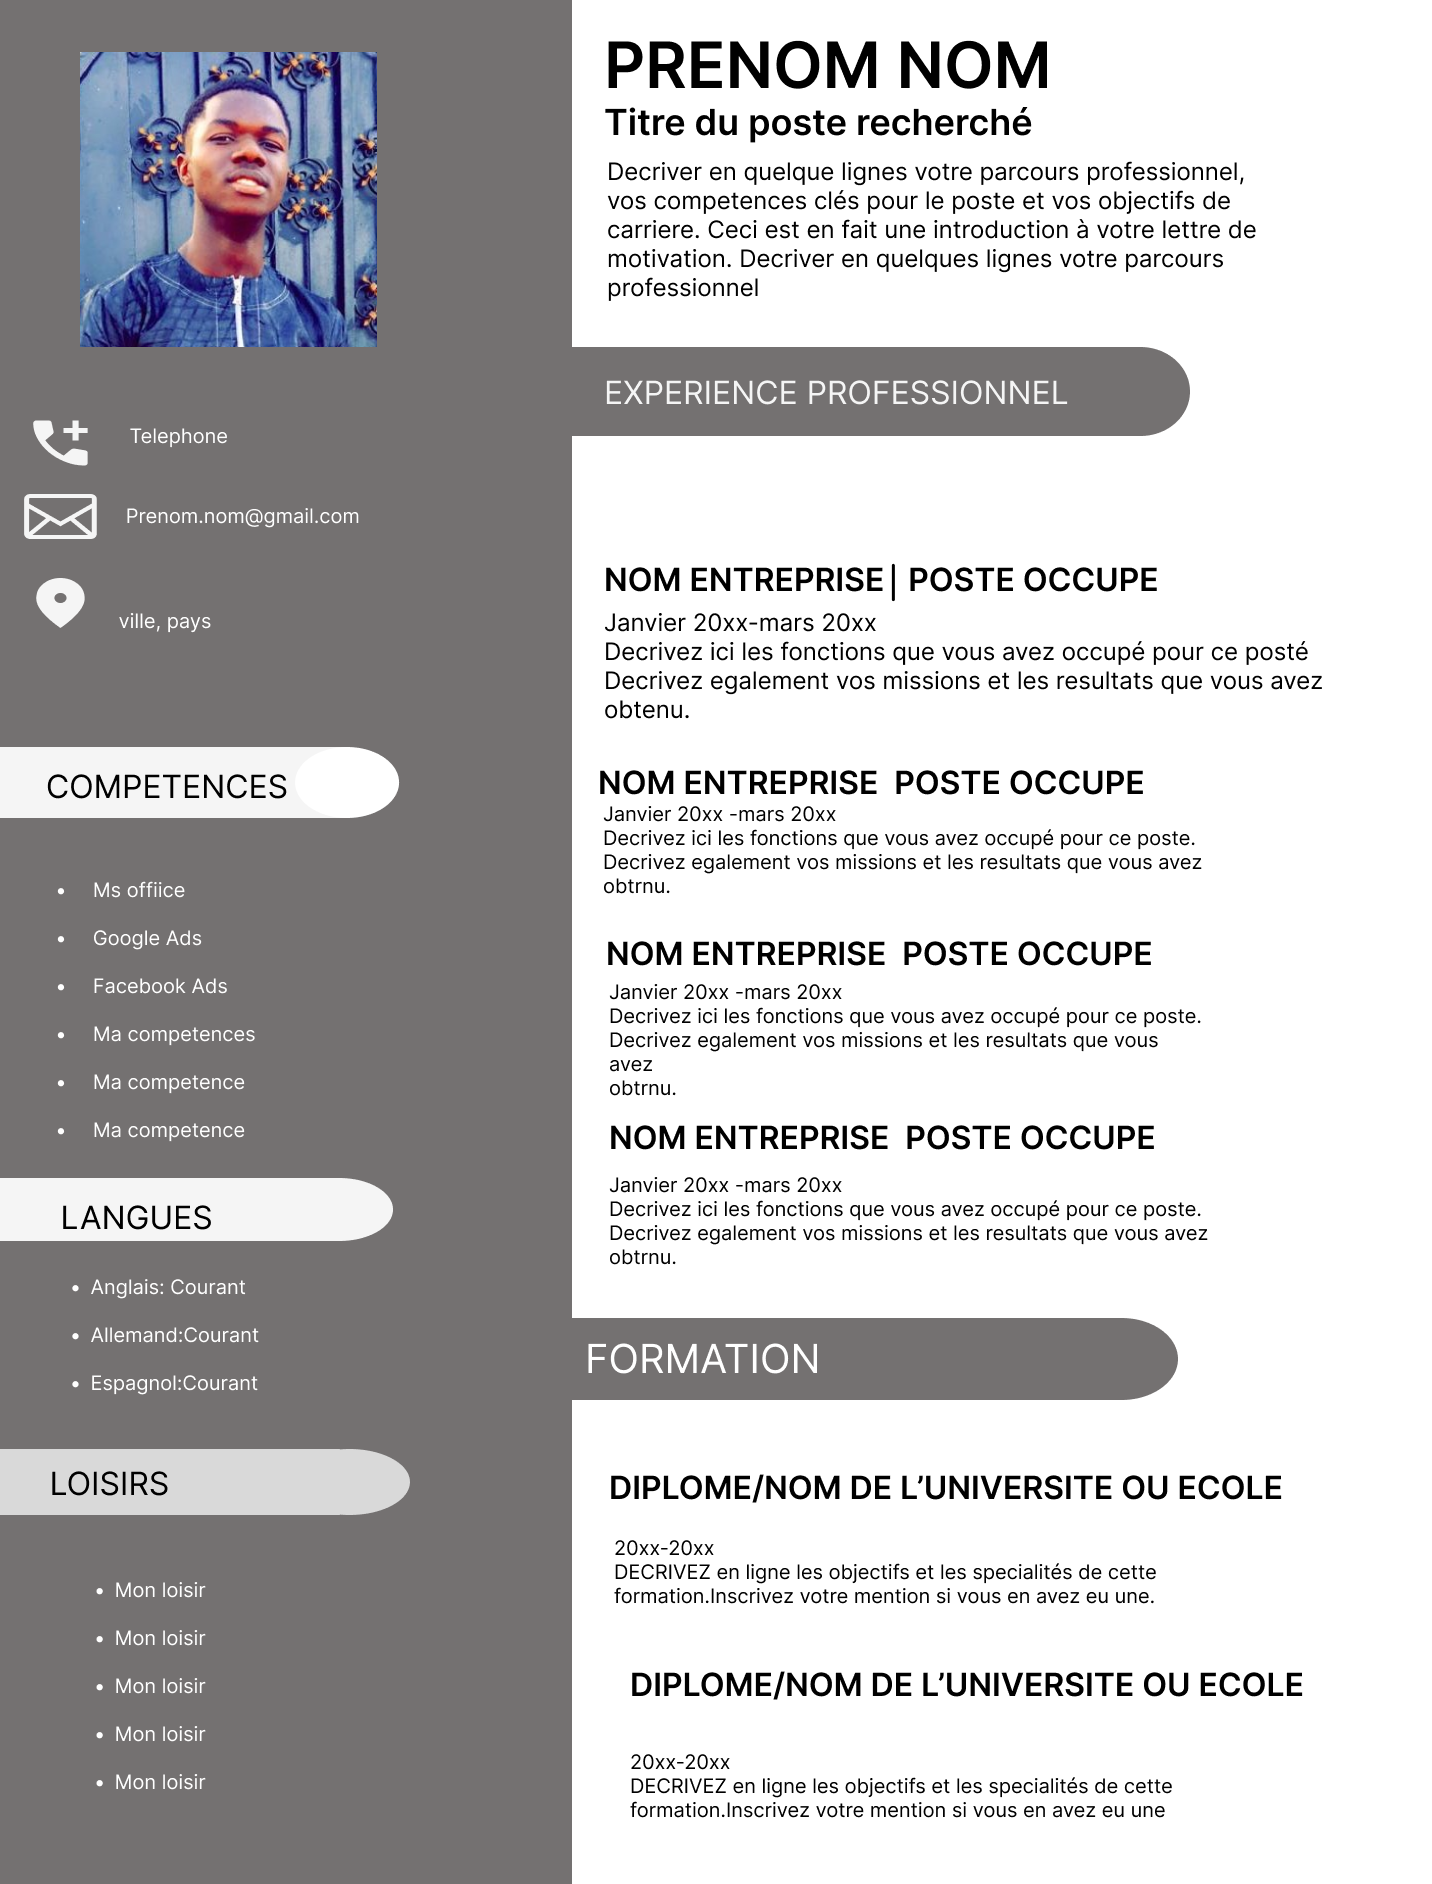 PRENOM NOM
Titre du poste recherché
Decriver en quelque lignes votre parcours professionnel,
vos competences clés pour le poste et vos objectifs de
carriere. Ceci est en fait une introduction à votre lettre de
motivation. Decriver en quelques lignes votre parcours
professionnel
Telephone
Prenom.nom@gmail.com
ville, pays
COMPETENCES
• Ms offiice
• Google Ads
• Facebook Ads
• Ma competences
• Ma competence
• Ma competence
LANGUES
• Anglais: Courant
• Allemand:Courant
• Espagnol:Courant
LOISIRS
• Mon loisir
• Mon loisir
• Mon loisir
• Mon loisir
• Mon loisir
EXPERIENCE PROFESSIONNEL
NOM ENTREPRISE| POSTE OCCUPE
Janvier 20xx-mars 20xx
Decrivez ici les fonctions que vous avez occupé pour ce posté
Decrivez egalement vos missions et les resultats que vous avez
obtenu.
NOM ENTREPRISE  POSTE OCCUPE
Janvier 20xx -mars 20xx
Decrivez ici les fonctions que vous avez occupé pour ce poste.
Decrivez egalement vos missions et les resultats que vous avez
obtrnu.
NOM ENTREPRISE  POSTE OCCUPE
Janvier 20xx -mars 20xx
Decrivez ici les fonctions que vous avez occupé pour ce poste.
Decrivez egalement vos missions et les resultats que vous
avez
obtrnu.
NOM ENTREPRISE  POSTE OCCUPE
Janvier 20xx -mars 20xx
Decrivez ici les fonctions que vous avez occupé pour ce poste.
Decrivez egalement vos missions et les resultats que vous avez
obtrnu.
FORMATION
DIPLOME/NOM DE L’UNIVERSITE OU ECOLE
20xx-20xx
DECRIVEZ en ligne les objectifs et les specialités de cette
formation.Inscrivez votre mention si vous en avez eu une.
DIPLOME/NOM DE L’UNIVERSITE OU ECOLE
20xx-20xx
DECRIVEZ en ligne les objectifs et les specialités de cette
formation.Inscrivez votre mention si vous en avez eu une